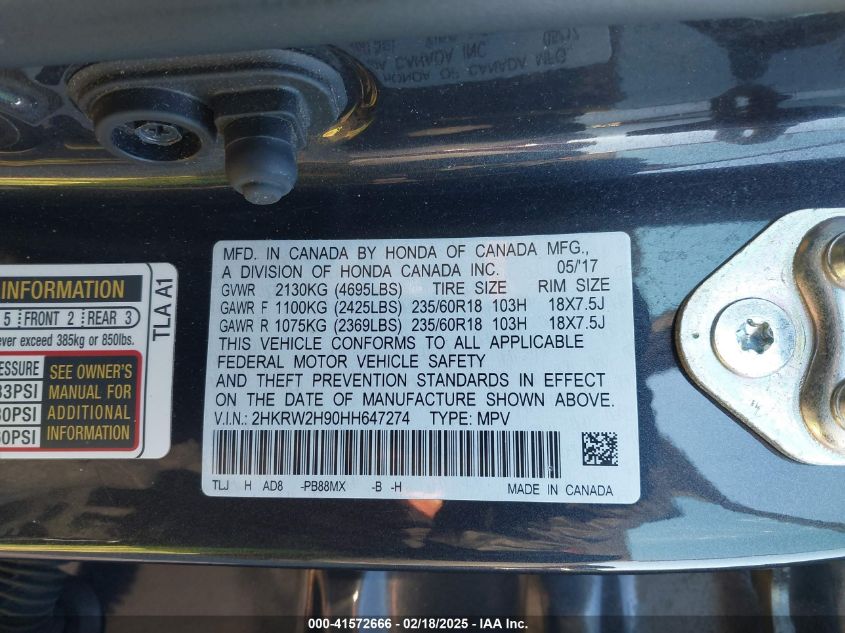 MFD. IN CANADA BY HONDA OF CANADA MFG.,
A DIVISION OF HONDA CANADA INC. 05/'17
GVWR 2130KG (4695LBS) TIRE SIZE RIM SIZE
GAWR F 1100KG (2425LBS) 235/60R18 103H 18X7.5J
GAWR R 1075KG (2369LBS) 235/60R18 103H 18X7.5J
THIS VEHICLE CONFORMS TO ALL APPLICABLE
FEDERAL MOTOR VEHICLE SAFETY
AND THEFT PREVENTION STANDARDS IN EFFECT
ON THE DATE OF MANUFACTURE SHOWN ABOVE.
V.I.N.: 2HKRW2H90HH647274 TYPE: MPV
TLJ H AD8 -PB88MX -B -H MADE IN CANADA
INFORMATION
5 FRONT 2 REAR 3
ever exceed 385kg or 850lbs.
SEE OWNER'S
MANUAL FOR
ADDITIONAL
INFORMATION
TLA A1
000-41572666 / 02/18/2025 - IAA Inc.